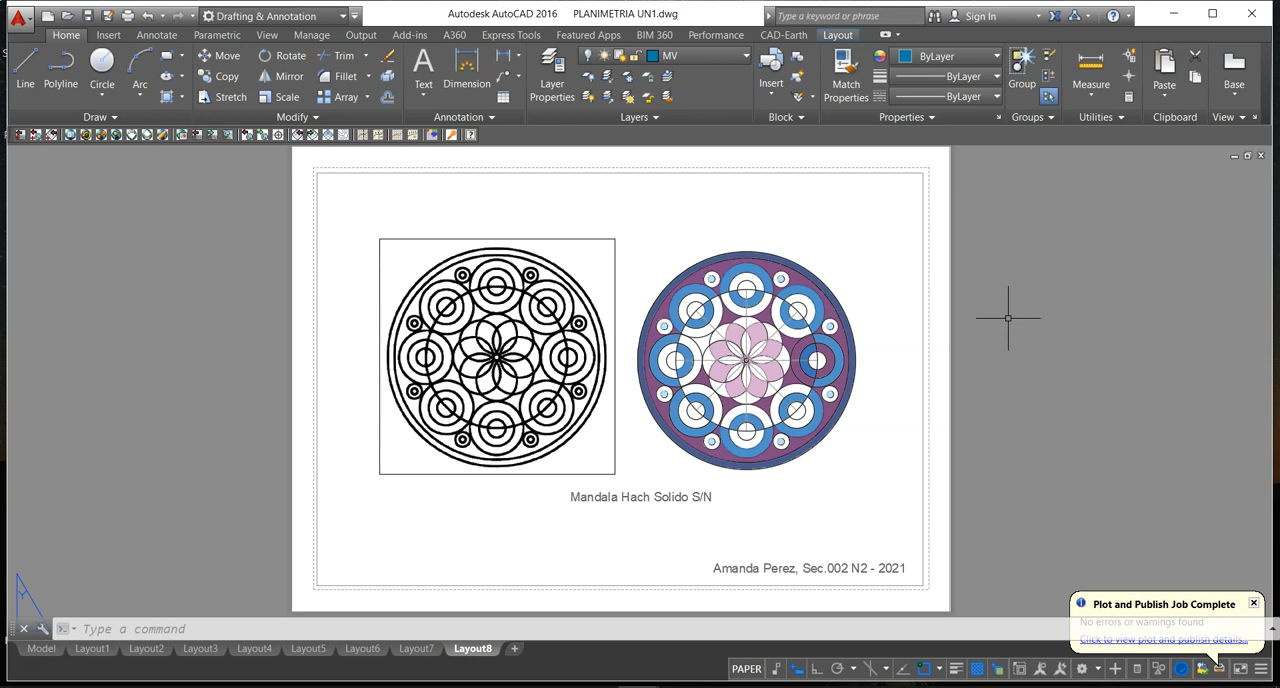 Drafting & Annotation
Autodesk AutoCAD 2016 PLANIMETRIA UN1.dwg
Type a keyword or phrase
Sign In
Home Insert Annotate Parametric View Manage Output Add-ins A360 Express Tools Featured Apps BIM 360 Performance CAD-Earth Layout
Line Polyline Circle Arc
Move Rotate Trim
Copy Mirror Fillet
Stretch Scale Array
Text Dimension
Layer Properties
MV
Insert
Match Properties
ByLayer
ByLayer
ByLayer
Group Measure Paste Base
Draw Modify Annotation Layers Block Properties Groups Utilities Clipboard View
Mandala Hach Solido S/N
Amanda Perez, Sec.002 N2 - 2021
Plot and Publish Job Complete
No errors or warnings found
Click to view plot and publish details...
Type a command
Model Layout1 Layout2 Layout3 Layout4 Layout5 Layout6 Layout7 Layout8
PAPER